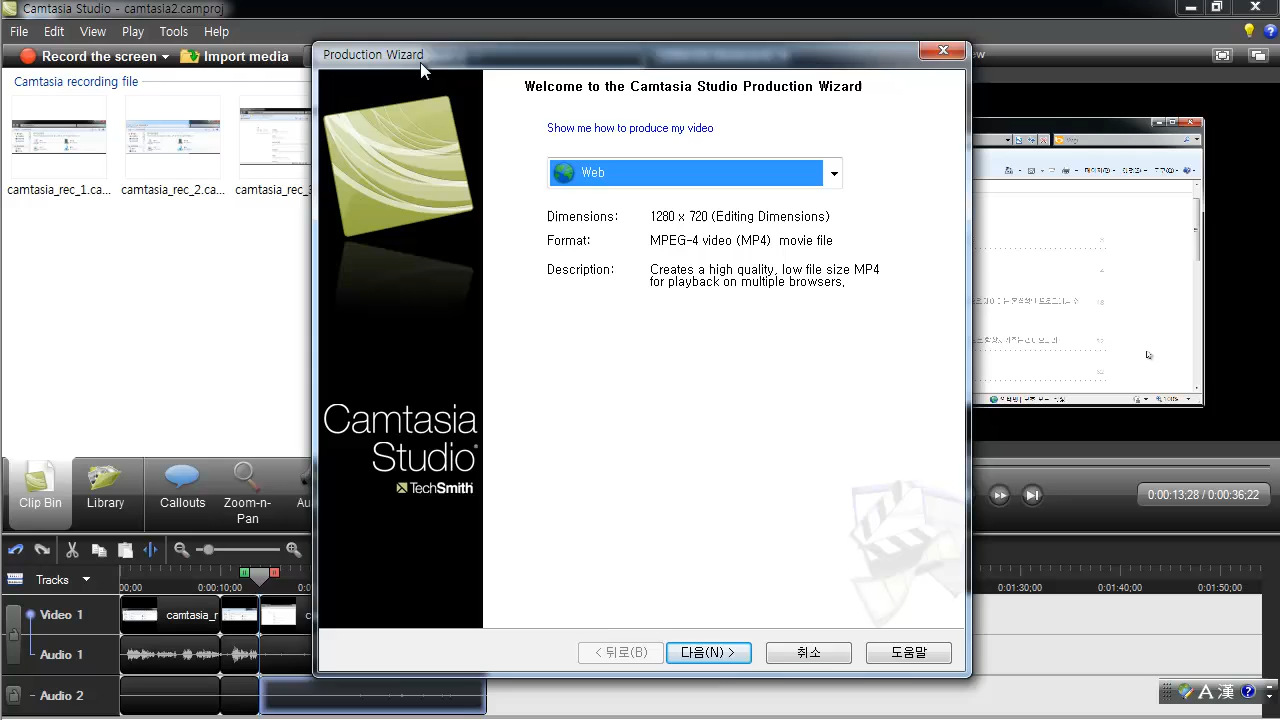 Camtasia Studio - camtasia2.camproj
File Edit View Play Tools Help
Record the screen
Import media
Camtasia recording file
camtasia_rec_1.ca...
camtasia_rec_2.ca...
camtasia_rec_
Production Wizard
Welcome to the Camtasia Studio Production Wizard
Show me how to produce my video
Web
Dimensions: 1280 x 720 (Editing Dimensions)
Format: MPEG-4 video (MP4) movie file
Description: Creates a high quality, low file size MP4
for playback on multiple browsers.
Camtasia
Studio
TechSmith
< 뒤로(B)
다음(N) >
취소
도움말
100%
Clip Bin
Library
Callouts
Zoom-n-
Pan
Au
0:00:13;28 / 0:00:36;22
Tracks
00;00
0:00:10;00
0:0
0:01:30;00
0:01:40;00
0:01:50;00
Video 1
camtasia_r
c
Audio 1
Audio 2
A 漢